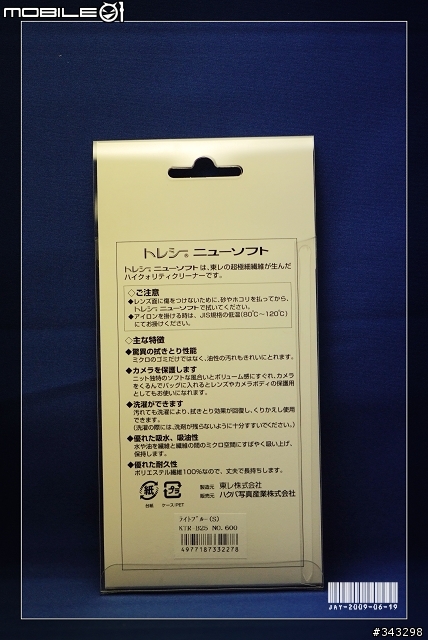 MOBILE01
トレシー® ニューソフト
トレシー® ニューソフトは、東レの超極細繊維が生んだ
ハイクォリティクリーナーです。
◇ご注意
◆レンズ面に傷をつけないために、砂やホコリを払ってから、
トレシー® ニューソフトで拭いてください。
◆アイロンを掛ける時は、JIS規格の低温(80℃～120℃)
にてお掛けください。
◇主な特徴
◆驚異の拭きとり性能
ミクロのゴミだけではなく、油性の汚れもきれいにとれます。
◆カメラを保護します
ニット独特のソフトな風合いとボリューム感にすぐれ、カメラ
をくるんでバッグに入れるとレンズやカメラボディの保護用
としてもお使いになれます。
◆洗濯ができます
汚れても洗濯により、拭きとり効果が回復し、くりかえし使用
できます。
(洗濯の際には、洗剤が残らないように十分すすいでください。)
◆優れた吸水、吸油性
水や油を繊維と繊維の間のミクロ空間にすばやく吸い上げ、
保持します。
◆優れた耐久性
ポリエステル繊維100%なので、丈夫で長持ちします。
紙
台紙
プラ
ケース:PET
製造元 東レ株式会社
販売元 ハクバ写真産業株式会社
ライトブルー(S)
KTR-B25 NO.600
4977187332278
JAY-2009-06-19
#343298